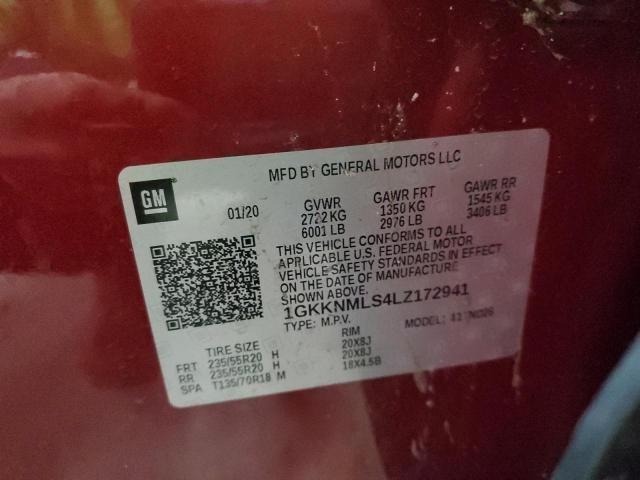 MFD BY GENERAL MOTORS LLC
GM
01/20
GVWR GAWR FRT GAWR RR
2722 KG 1350 KG 1545 KG
6001 LB 2976 LB 3406 LB
THIS VEHICLE CONFORMS TO ALL
APPLICABLE U.S. FEDERAL MOTOR
VEHICLE SAFETY STANDARDS IN EFFECT
ON THE DATE OF MANUFACTURE
SHOWN ABOVE.
1GKKNMLS4LZ172941
TYPE: M.P.V. MODEL:
TIRE SIZE RIM
FRT 235/55R20 H 20X8J
RR 235/55R20 H 20X8J
SPA T135/70R18 M 18X4.5B